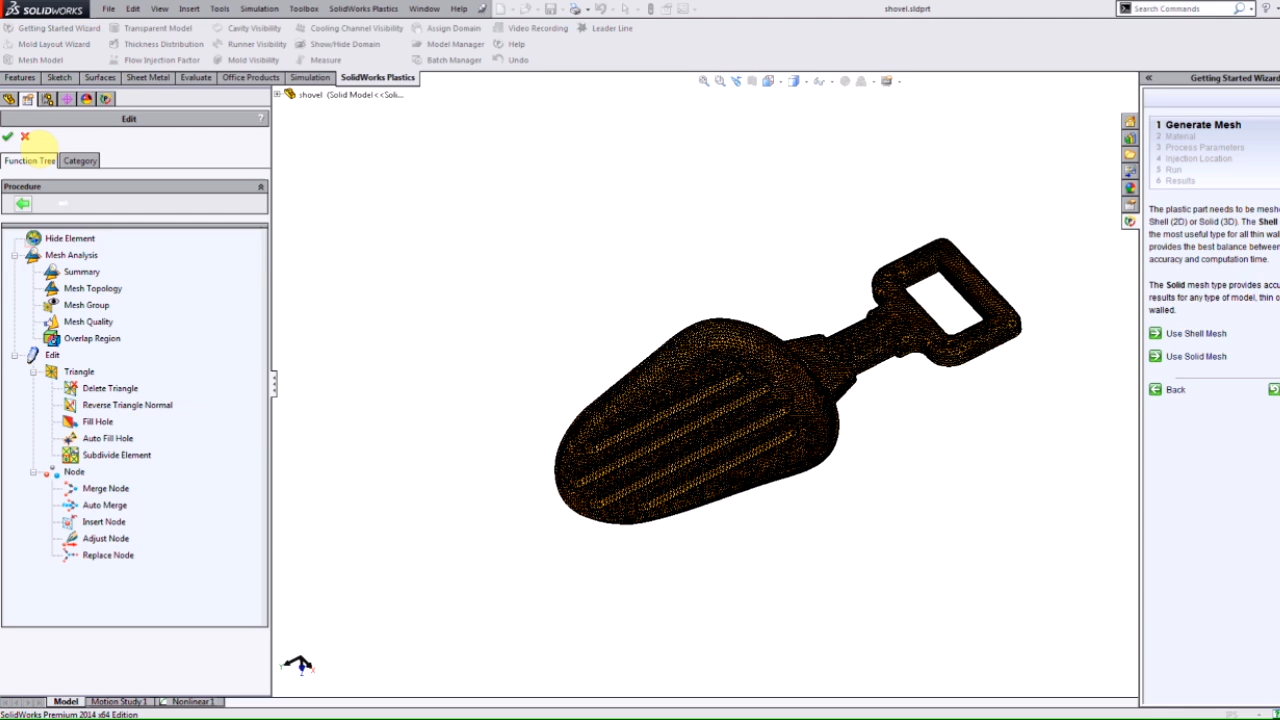 SOLIDWORKS File Edit View Insert Tools Simulation Toolbox SolidWorks Plastics Window Help shovel.sldprt Search Commands ?
Getting Started Wizard Transparent Model Cavity Visibility Cooling Channel Visibility Assign Domain Video Recording Leader Line
Mold Layout Wizard Thickness Distribution Runner Visibility Show/Hide Domain Model Manager Help
Mesh Model Flow Injection Factor Mold Visibility Measure Batch Manager Undo
Features Sketch Surfaces Sheet Metal Evaluate Office Products Simulation SolidWorks Plastics
Getting Started Wizard
shovel (Solid Model<<Soli...
Edit ?
Function Tree Category
Procedure
Hide Element
Mesh Analysis
Summary
Mesh Topology
Mesh Group
Mesh Quality
Overlap Region
Edit
Triangle
Delete Triangle
Reverse Triangle Normal
Fill Hole
Auto Fill Hole
Subdivide Element
Node
Merge Node
Auto Merge
Insert Node
Adjust Node
Replace Node
1 Generate Mesh
2 Material
3 Process Parameters
4 Injection Location
5 Run
6 Results
The plastic part needs to be meshe
Shell (2D) or Solid (3D). The Shell
the most useful type for all thin wal
provides the best balance between
accuracy and computation time.
The Solid mesh type provides accu
results for any type of model, thin o
walled.
Use Shell Mesh
Use Solid Mesh
Back
Model Motion Study1 Nonlinear1
SolidWorks Premium 2014 x64 Edition